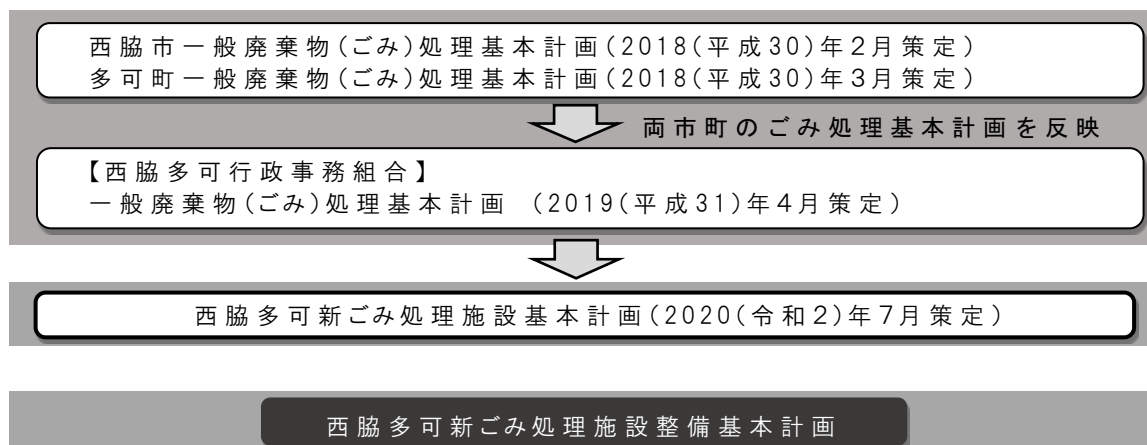 西脇市一般廃棄物(ごみ)処理基本計画(2018(平成30)年2月策定)
多可町一般廃棄物(ごみ)処理基本計画(2018(平成30)年3月策定)
両市町のごみ処理基本計画を反映
【西脇多可行政事務組合】
一般廃棄物(ごみ)処理基本計画 (2019(平成31)年4月策定)
西脇多可新ごみ処理施設基本計画(2020(令和2)年7月策定)
西脇多可新ごみ処理施設整備基本計画